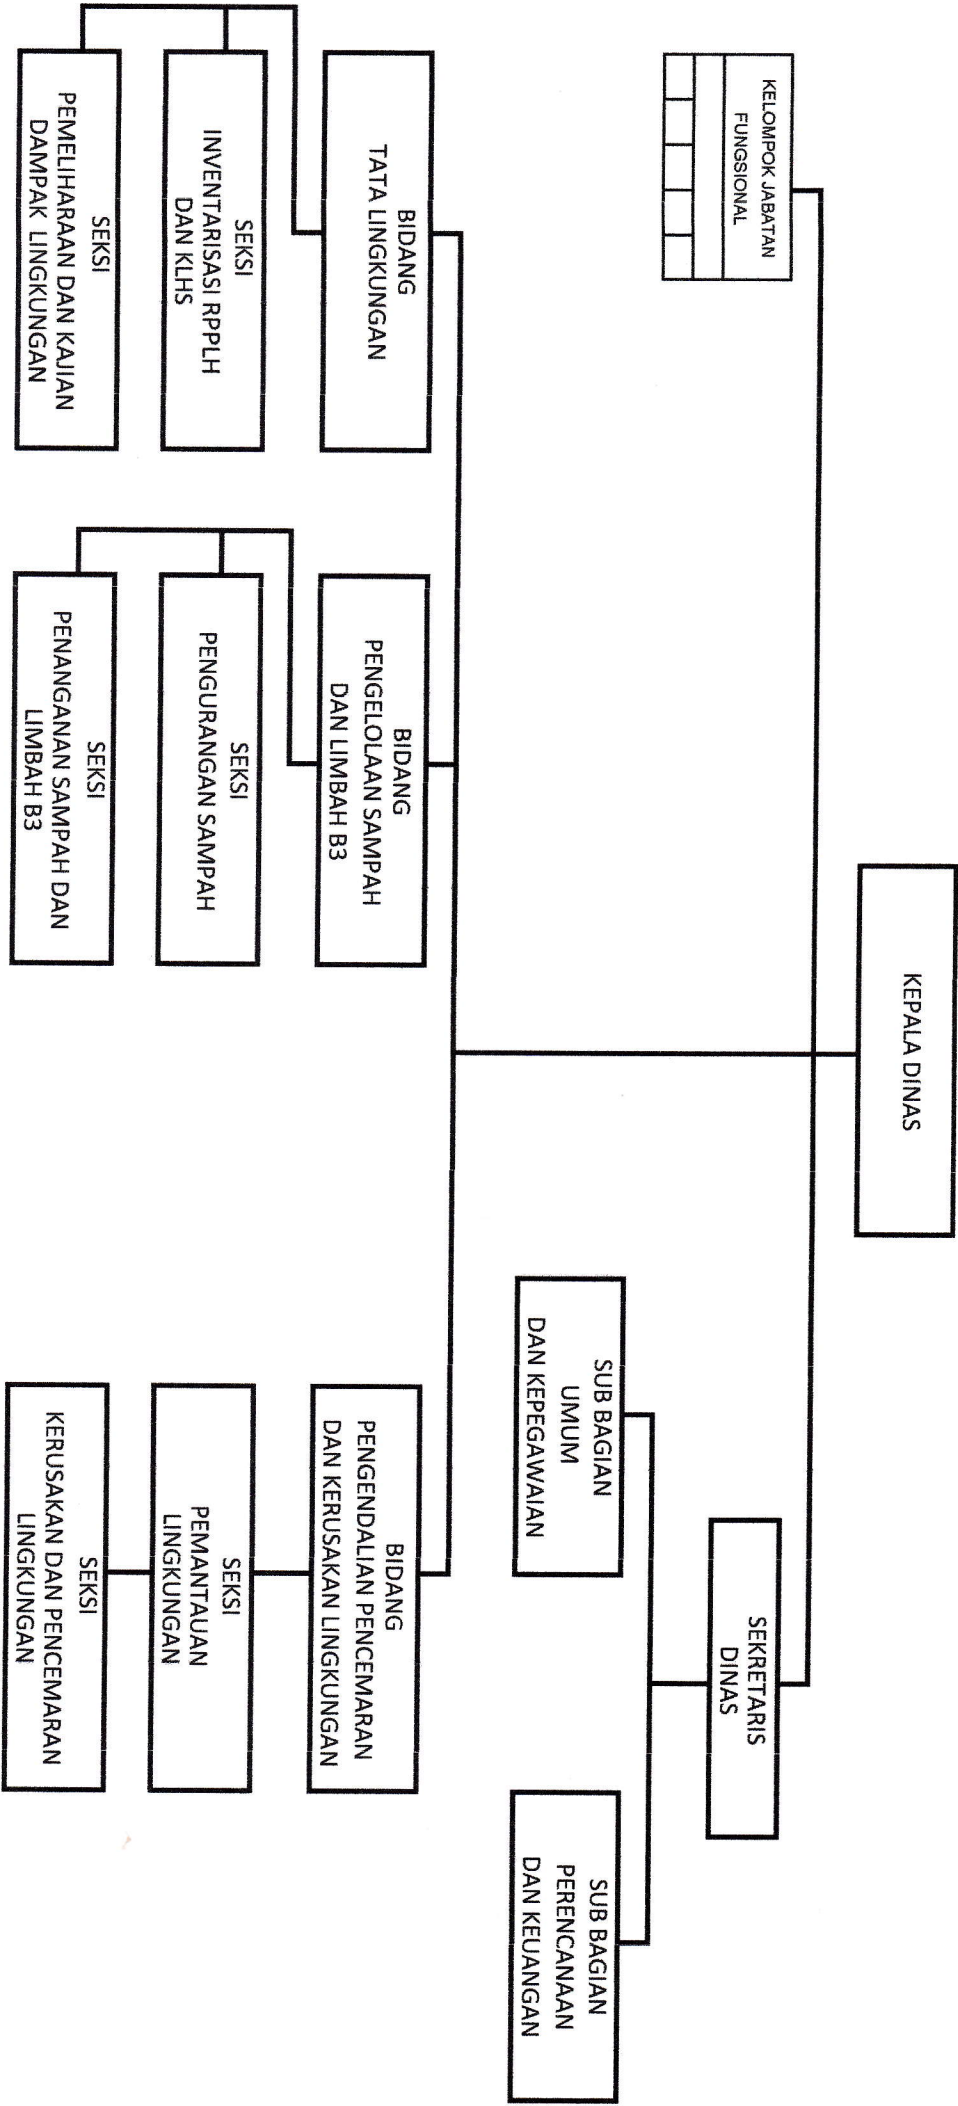 KEPALA DINAS
KELOMPOK JABATAN
FUNGSIONAL
SEKRETARIS
DINAS
SUB BAGIAN
UMUM
DAN KEPEGAWAIAN
SUB BAGIAN
PERENCANAAN
DAN KEUANGAN
BIDANG
TATA LINGKUNGAN
BIDANG
PENGELOLAAN SAMPAH
DAN LIMBAH B3
BIDANG
PENGENDALIAN PENCEMARAN
DAN KERUSAKAN LINGKUNGAN
SEKSI
INVENTARISASI RPPLH
DAN KLHS
SEKSI
PENGURANGAN SAMPAH
SEKSI
PEMANTAUAN
LINGKUNGAN
SEKSI
PEMELIHARAAN DAN KAJIAN
DAMPAK LINGKUNGAN
SEKSI
PENANGANAN SAMPAH DAN
LIMBAH B3
SEKSI
KERUSAKAN DAN PENCEMARAN
LINGKUNGAN